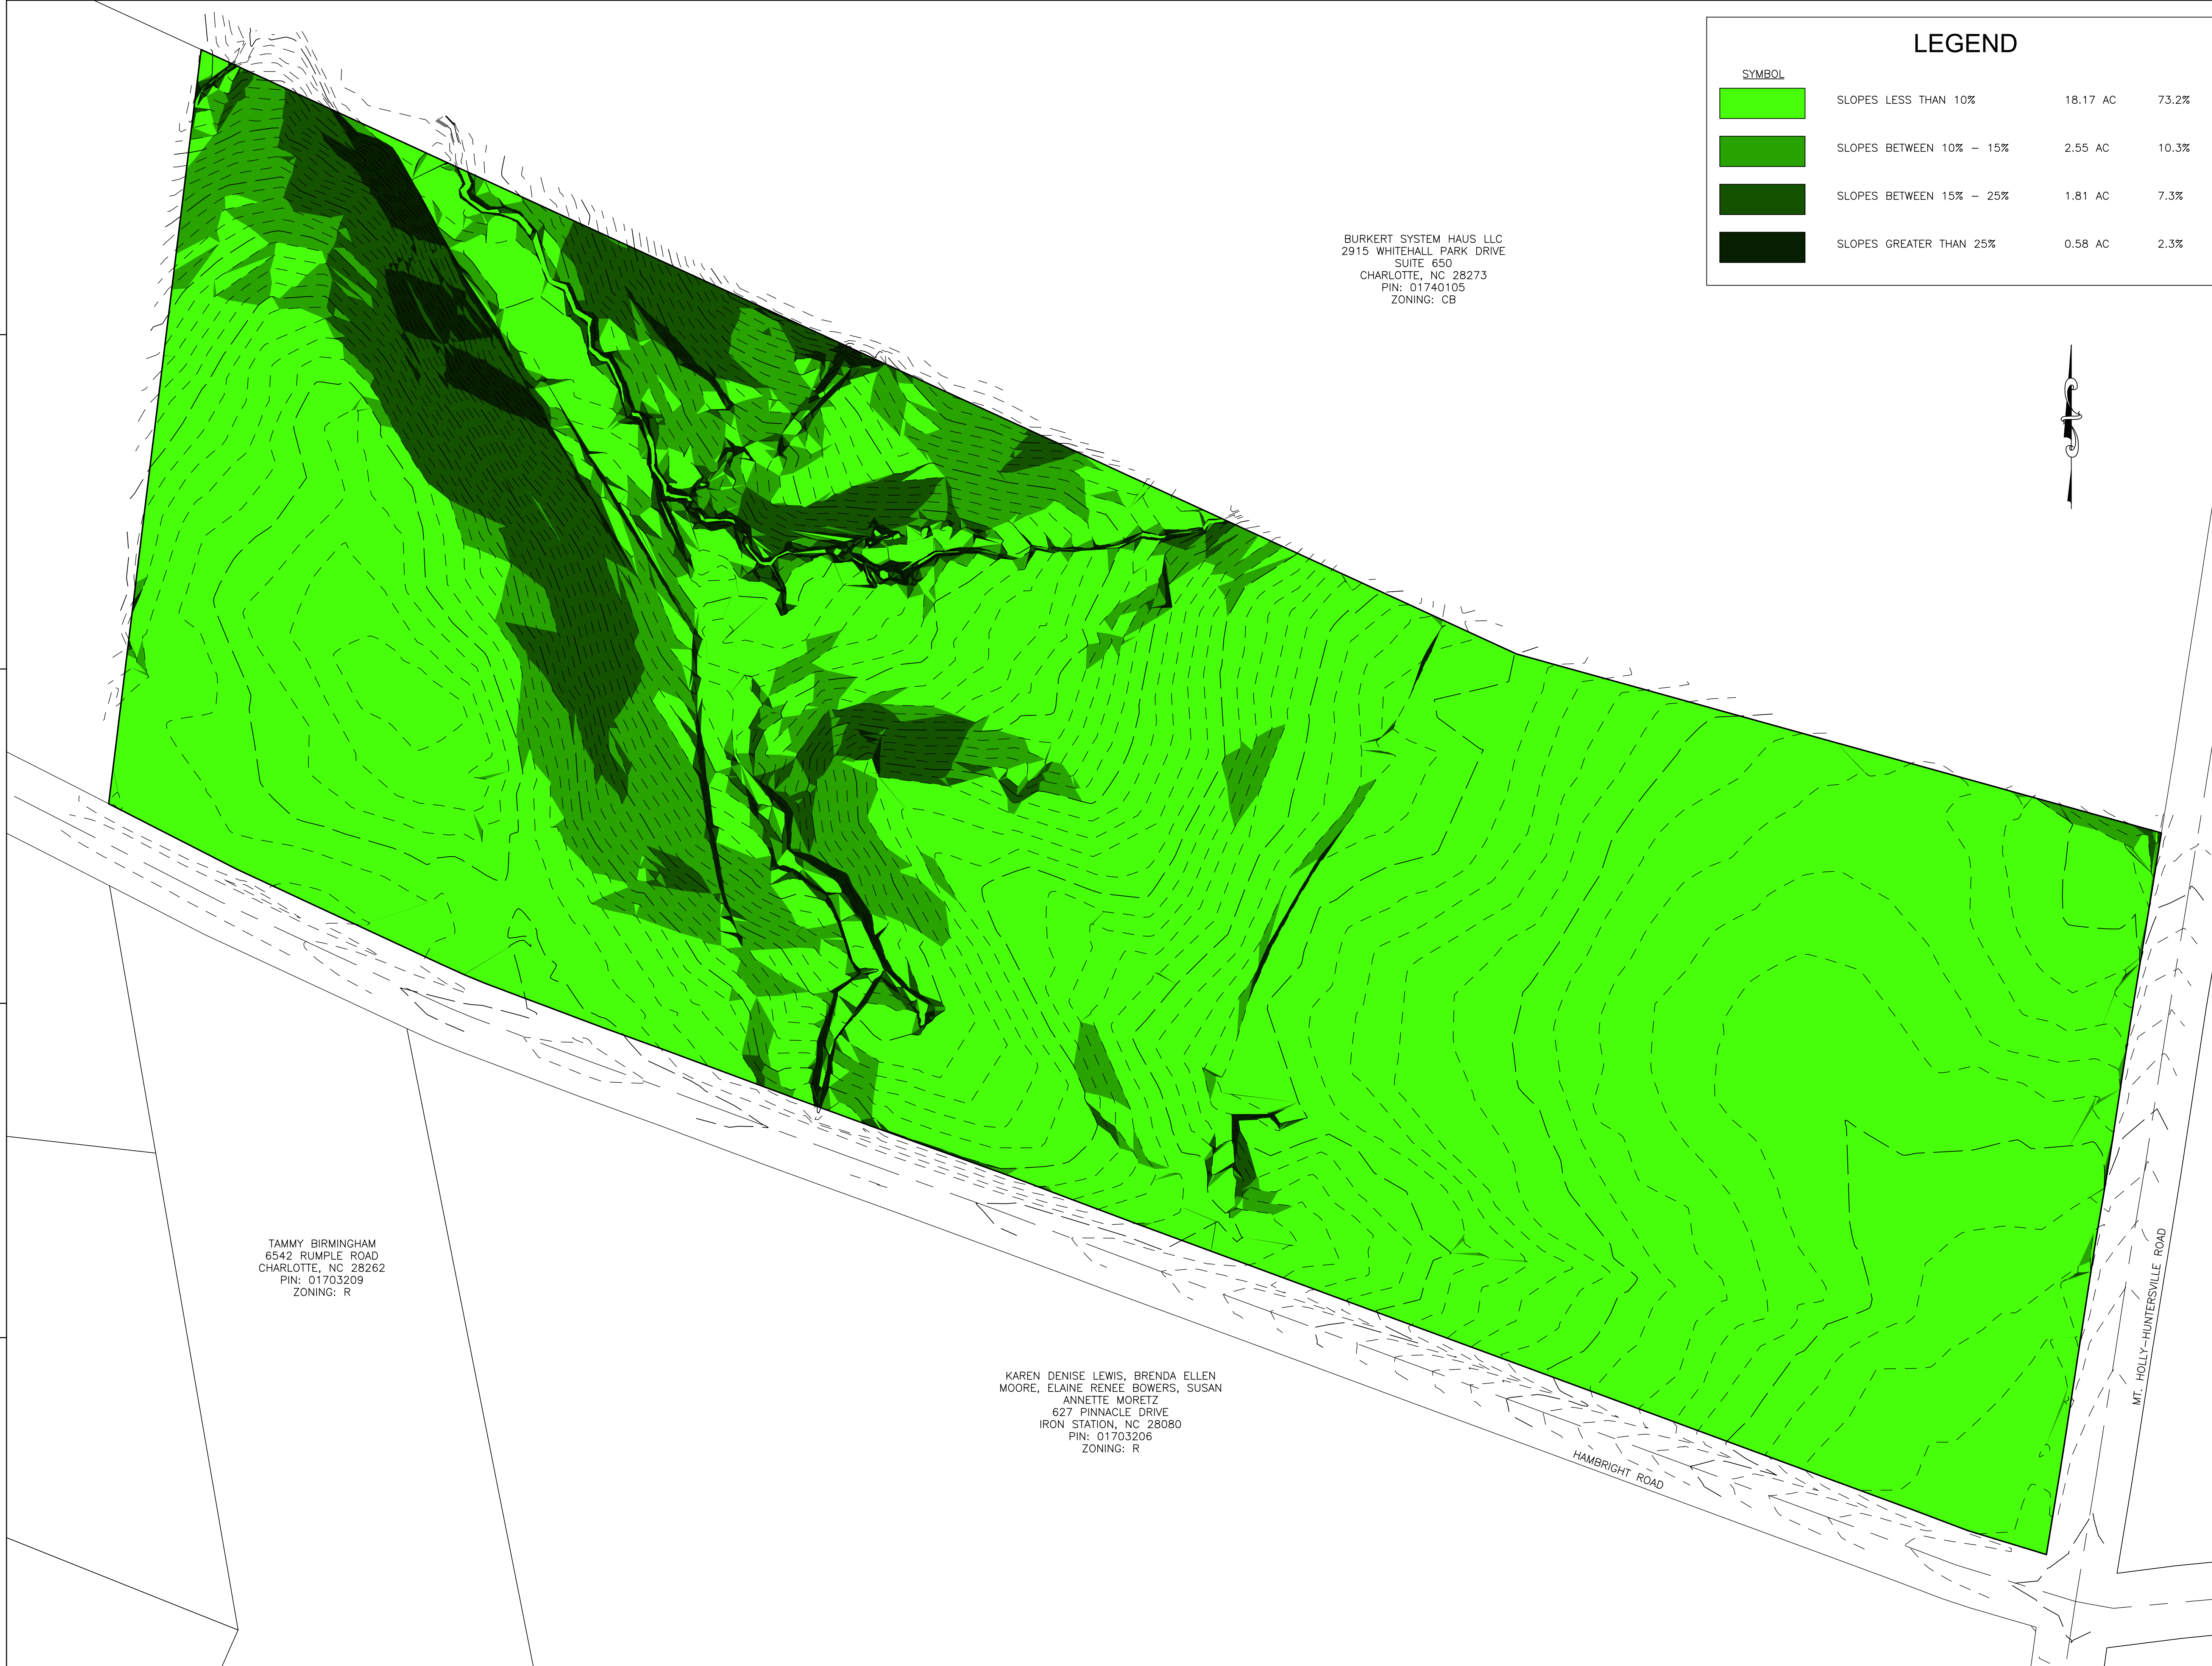 LEGEND
SYMBOL
SLOPES LESS THAN 10% 18.17 AC 73.2%
SLOPES BETWEEN 10% – 15% 2.55 AC 10.3%
SLOPES BETWEEN 15% – 25% 1.81 AC 7.3%
SLOPES GREATER THAN 25% 0.58 AC 2.3%
BURKERT SYSTEM HAUS LLC
2915 WHITEHALL PARK DRIVE
SUITE 650
CHARLOTTE, NC 28273
PIN: 01740105
ZONING: CB
TAMMY BIRMINGHAM
6542 RUMPLE ROAD
CHARLOTTE, NC 28262
PIN: 01703209
ZONING: R
KAREN DENISE LEWIS, BRENDA ELLEN
MOORE, ELAINE RENEE BOWERS, SUSAN
ANNETTE MORETZ
627 PINNACLE DRIVE
IRON STATION, NC 28080
PIN: 01703206
ZONING: R
HAMBRIGHT ROAD
MT. HOLLY–HUNTERSVILLE ROAD